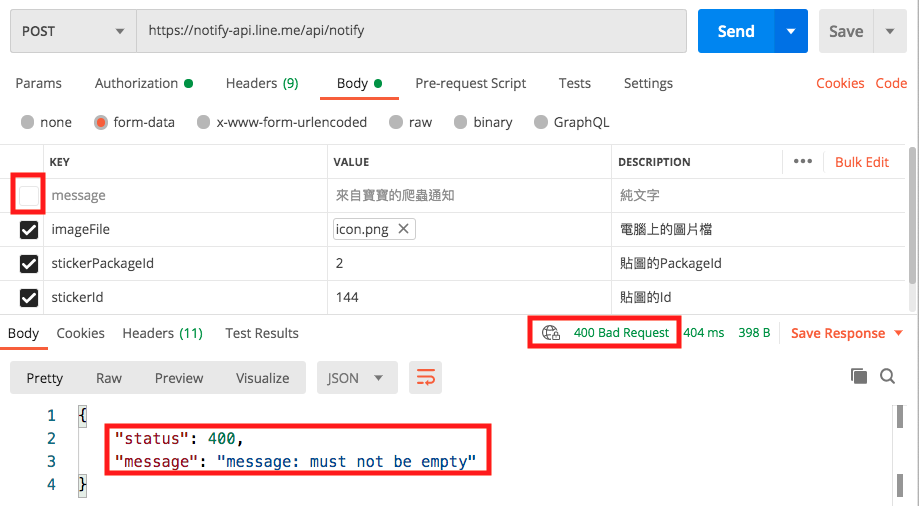 POST https://notify-api.line.me/api/notify Send Save
Params Authorization Headers (9) Body Pre-request Script Tests Settings Cookies Code
none form-data x-www-form-urlencoded raw binary GraphQL
KEY VALUE DESCRIPTION ••• Bulk Edit
message 來自寶寶的爬蟲通知 純文字
imageFile icon.png 電腦上的圖片檔
stickerPackageId 2 貼圖的PackageId
stickerId 144 貼圖的Id
Body Cookies Headers (11) Test Results 400 Bad Request 404 ms 398 B Save Response
Pretty Raw Preview Visualize JSON
1 {
2 "status": 400,
3 "message": "message: must not be empty"
4 }